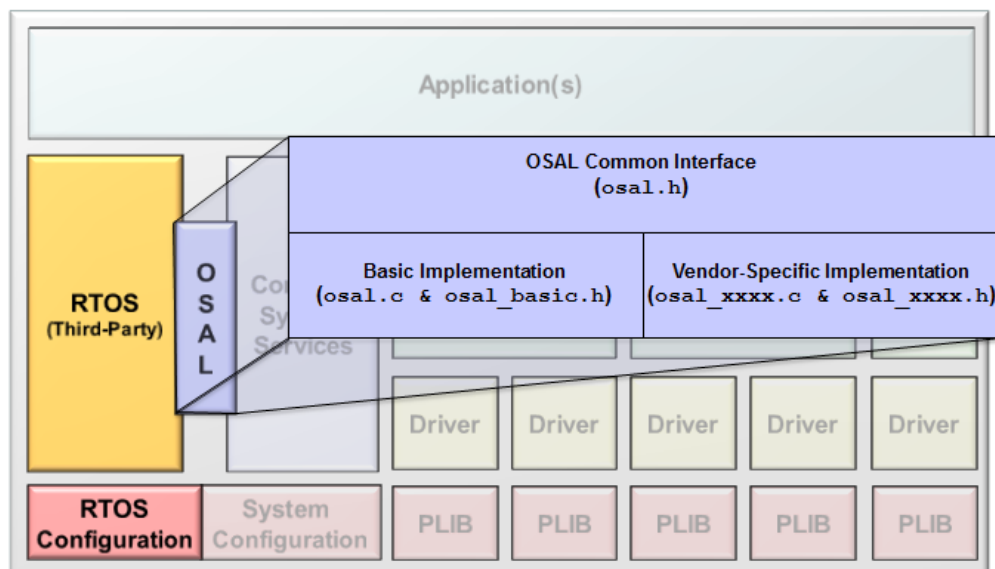 Application(s)
OSAL Common Interface
(osal.h)
Basic Implementation
(osal.c & osal_basic.h)
Vendor-Specific Implementation
(osal_xxxx.c & osal_xxxx.h)
RTOS
(Third-Party)
O
S
A
L
Services
Driver
Driver
Driver
Driver
Driver
RTOS
Configuration
System
Configuration
PLIB
PLIB
PLIB
PLIB
PLIB